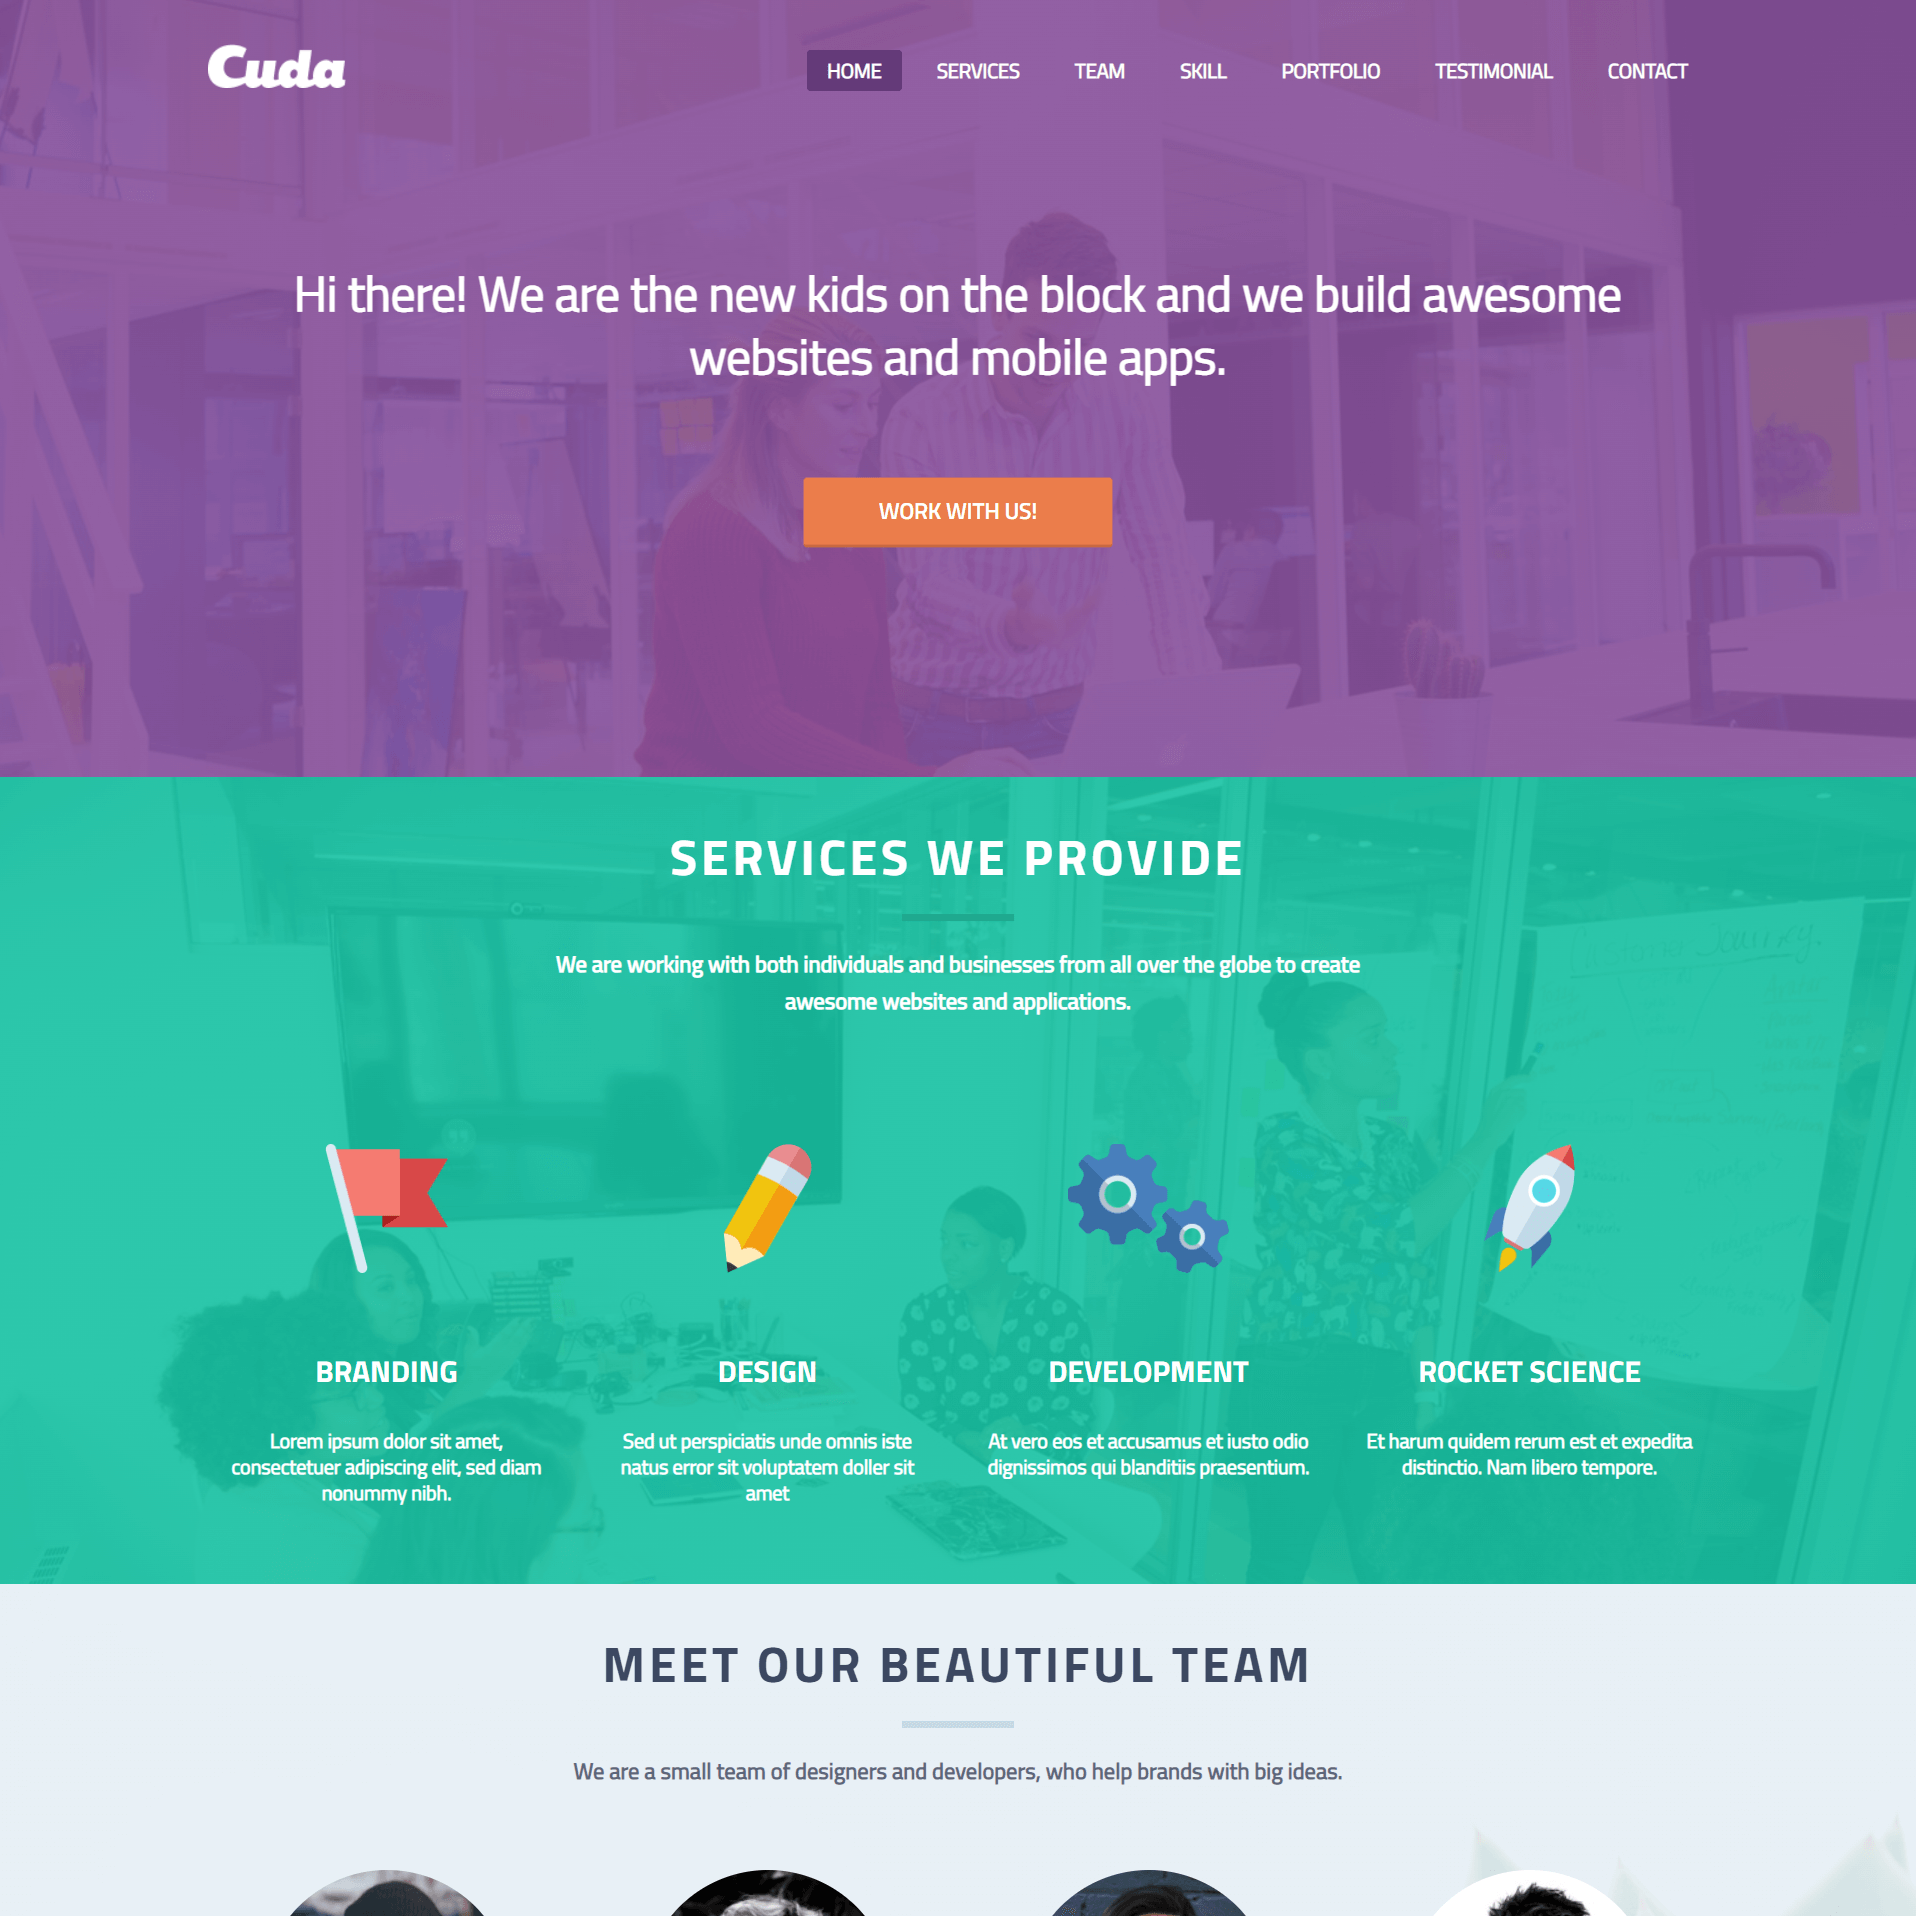 Cuda
HOME SERVICES TEAM SKILL PORTFOLIO TESTIMONIAL CONTACT
Hi there! We are the new kids on the block and we build awesome
websites and mobile apps.
WORK WITH US!
SERVICES WE PROVIDE
We are working with both individuals and businesses from all over the globe to create
awesome websites and applications.
BRANDING
Lorem ipsum dolor sit amet,
consectetuer adipiscing elit, sed diam
nonummy nibh.
DESIGN
Sed ut perspiciatis unde omnis iste
natus error sit voluptatem doller sit
amet
DEVELOPMENT
At vero eos et accusamus et iusto odio
dignissimos qui blanditiis praesentium.
ROCKET SCIENCE
Et harum quidem rerum est et expedita
distinctio. Nam libero tempore.
MEET OUR BEAUTIFUL TEAM
We are a small team of designers and developers, who help brands with big ideas.